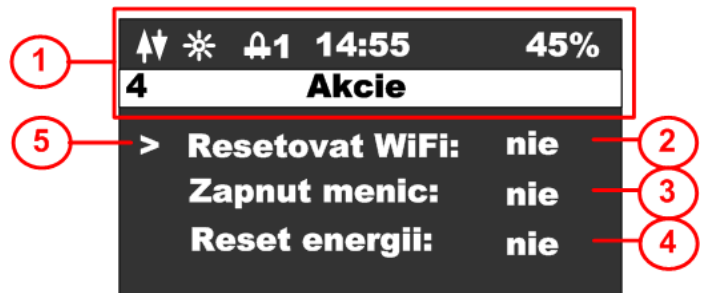 1 14:55 45%
4 Akcie
> Resetovat WiFi: nie
Zapnut menic: nie
Reset energii: nie
1
5
2
3
4